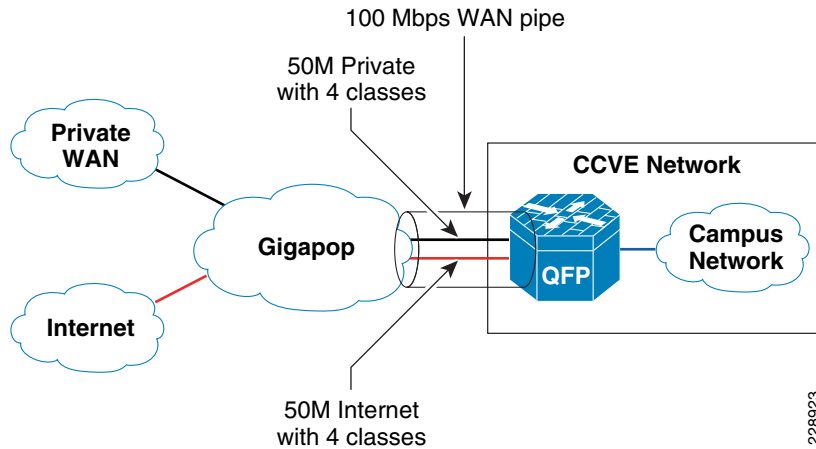 100 Mbps WAN pipe
50M Private
with 4 classes
Private
WAN
CCVE Network
Gigapop
QFP
Campus
Network
Internet
50M Internet
with 4 classes
228923